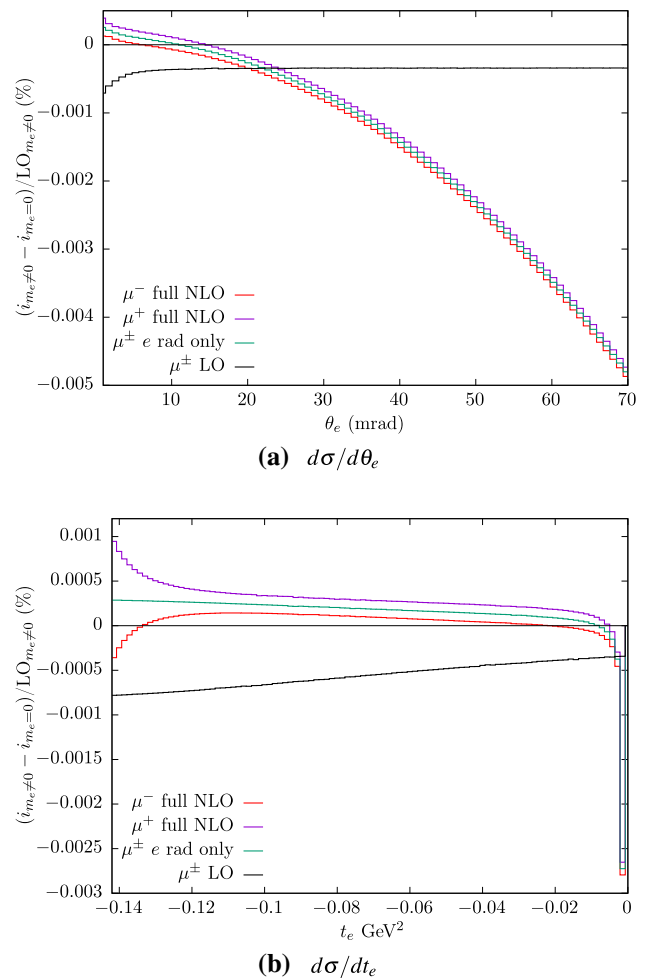 0
−0.001
−0.002
−0.003
−0.004
−0.005
(i_{m_e≠0} − i_{m_e=0})/LO_{m_e≠0} (%)
μ⁻ full NLO
μ⁺ full NLO
μ± e rad only
μ± LO
10 20 30 40 50 60 70
θ_e (mrad)
(a) dσ/dθ_e
0.001
0.0005
0
−0.0005
−0.001
−0.0015
−0.002
−0.0025
−0.003
(i_{m_e≠0} − i_{m_e=0})/LO_{m_e≠0} (%)
μ⁻ full NLO
μ⁺ full NLO
μ± e rad only
μ± LO
−0.14 −0.12 −0.1 −0.08 −0.06 −0.04 −0.02 0
t_e GeV²
(b) dσ/dt_e